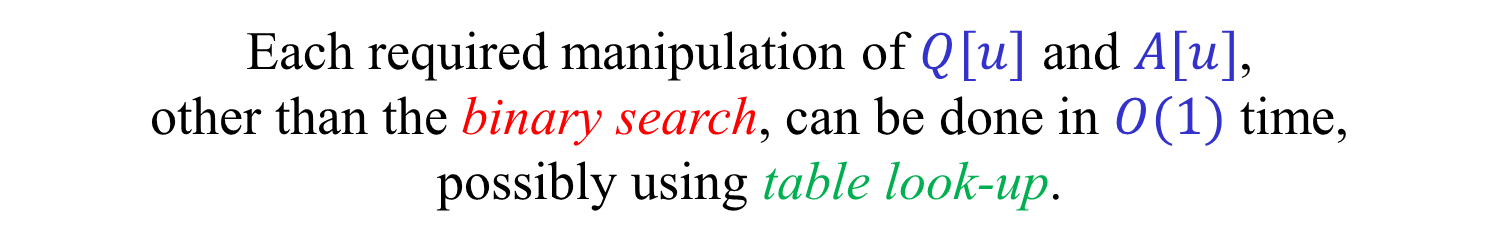 Each required manipulation of Q[u] and A[u],
other than the binary search, can be done in O(1) time,
possibly using table look-up.